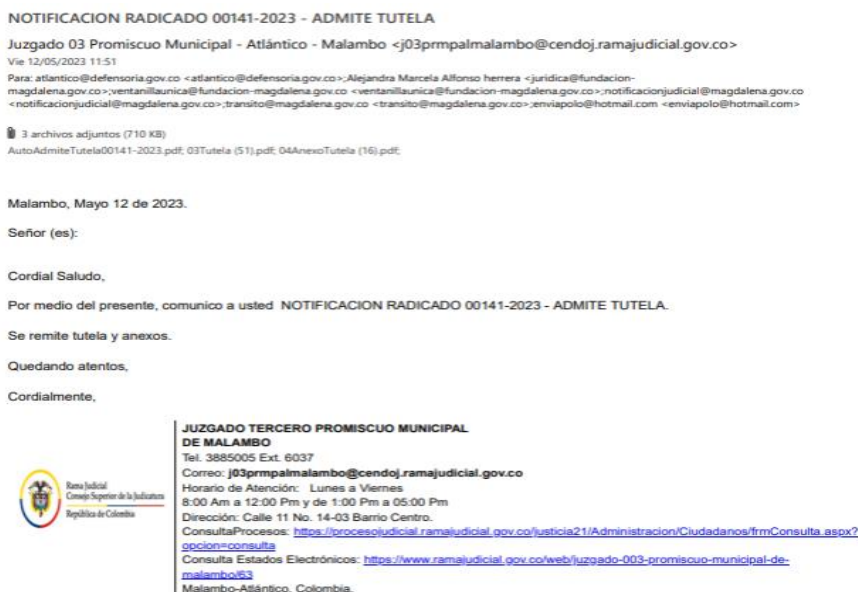 NOTIFICACION RADICADO 00141-2023 - ADMITE TUTELA
Juzgado 03 Promiscuo Municipal - Atlántico - Malambo <j03prmpalmalambo@cendoj.ramajudicial.gov.co>
Vie 12/05/2023 11:51
Para: atlantico@defensoria.gov.co <atlantico@defensoria.gov.co>;Alejandra Marcela Alfonso herrera <juridica@fundacion-
magdalena.gov.co>;ventanillaunica@fundacion-magdalena.gov.co <ventanillaunica@fundacion-magdalena.gov.co>;notificacionjudicial@magdalena.gov.co
<notificacionjudicial@magdalena.gov.co>;transito@magdalena.gov.co <transito@magdalena.gov.co>;enviapolo@hotmail.com <enviapolo@hotmail.com>
3 archivos adjuntos (710 KB)
AutoAdmiteTutela00141-2023.pdf; 03Tutela (51).pdf; 04AnexoTutela (16).pdf;
Malambo, Mayo 12 de 2023.
Señor (es):
Cordial Saludo,
Por medio del presente, comunico a usted NOTIFICACION RADICADO 00141-2023 - ADMITE TUTELA.
Se remite tutela y anexos.
Quedando atentos,
Cordialmente,
Rama Judicial
Consejo Superior de la Judicatura
República de Colombia
JUZGADO TERCERO PROMISCUO MUNICIPAL
DE MALAMBO
Tel. 3885005 Ext. 6037
Correo: j03prmpalmalambo@cendoj.ramajudicial.gov.co
Horario de Atención: Lunes a Viernes
8:00 Am a 12:00 Pm y de 1:00 Pm a 05:00 Pm
Dirección: Calle 11 No. 14-03 Barrio Centro.
ConsultaProcesos: https://procesojudicial.ramajudicial.gov.co/justicia21/Administracion/Ciudadanos/frmConsulta.aspx?
opcion=consulta
Consulta Estados Electrónicos: https://www.ramajudicial.gov.co/web/juzgado-003-promiscuo-municipal-de-
malambo/63
Malambo-Atlántico, Colombia.